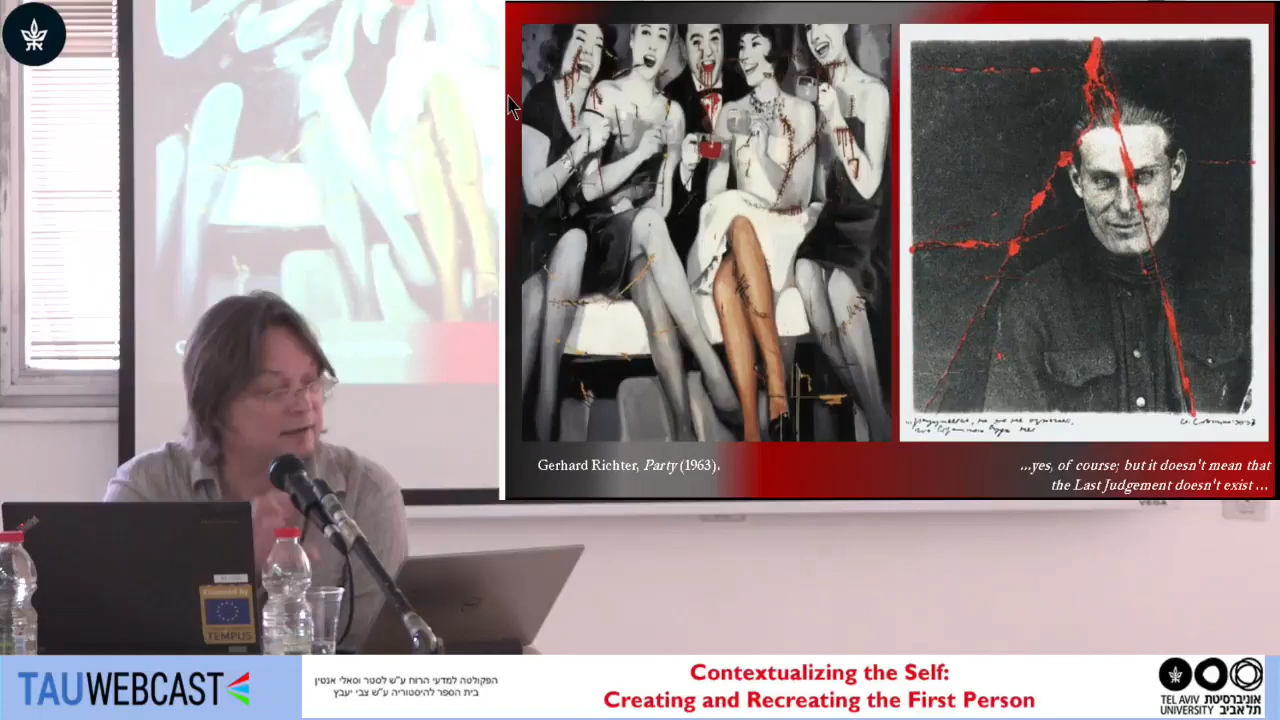 Gerhard Richter, Party (1963).
...yes, of course; but it doesn't mean that
the Last Judgement doesn't exist ...
VEGA
TEMPUS
TAUWEBCAST
הפקולטה למדעי הרוח ע"ש לסטר וסאלי אנטין
בית הספר להיסטוריה ע"ש צבי יעבץ
Contextualizing the Self:
Creating and Recreating the First Person
TEL AVIV אוניברסיטת
UNIVERSITY תל אביב